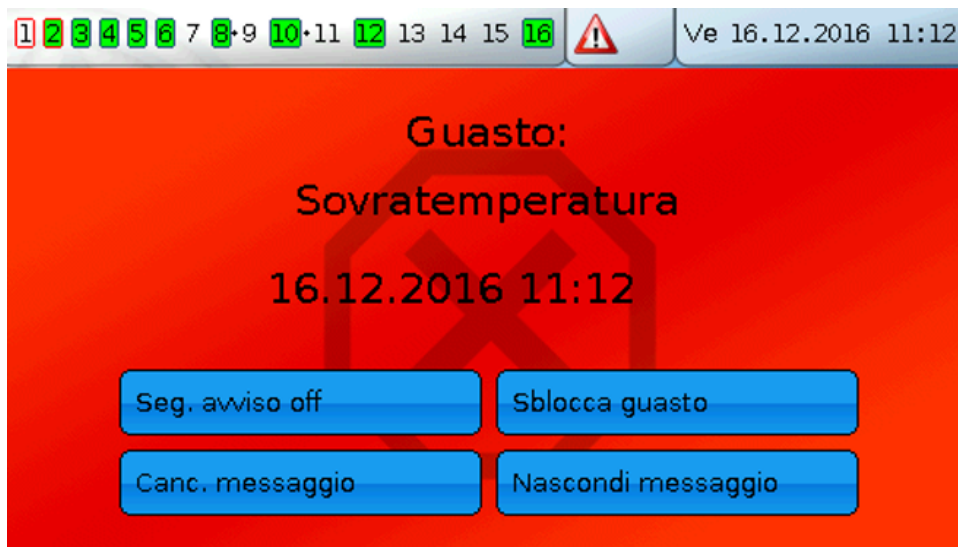 1 2 3 4 5 6 7 8+9 10+11 12 13 14 15 16 Ve 16.12.2016 11:12
Guasto:
Sovratemperatura
16.12.2016 11:12
Seg. avviso off Sblocca guasto
Canc. messaggio Nascondi messaggio